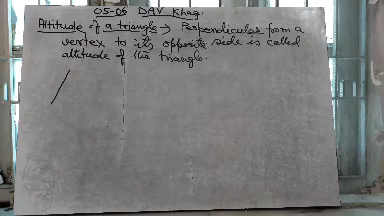 05-06 DAV Khag.
Altitude of a triangle → Perpendicular from a
vertex to its opposite side is called
altitude of the triangle.